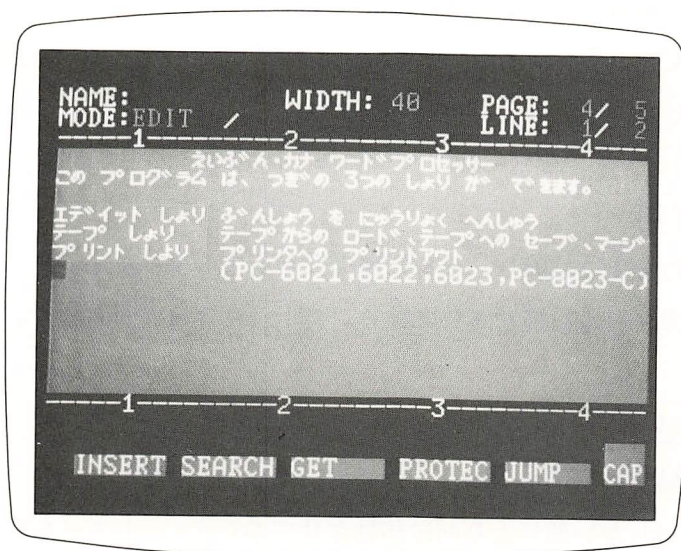 NAME: WIDTH: 40 PAGE: 4/ 5
MODE:EDIT / LINE: 1/ 2
------1----------2----------3----------4----
えいぶん・カナ ワードプロセッサー
この プログラム は、つぎの 3つの しょり が できます。
エディット しょり ぶんしょう を にゅうりょく へんしゅう
テープ しょり テープからの ロード、テープへの セーブ、マージ
プリント しょり プリンタへの プリントアウト
(PC-6021,6022,6023,PC-8023-C)
------1----------2----------3----------4----
INSERT SEARCH GET PROTEC JUMP CAP